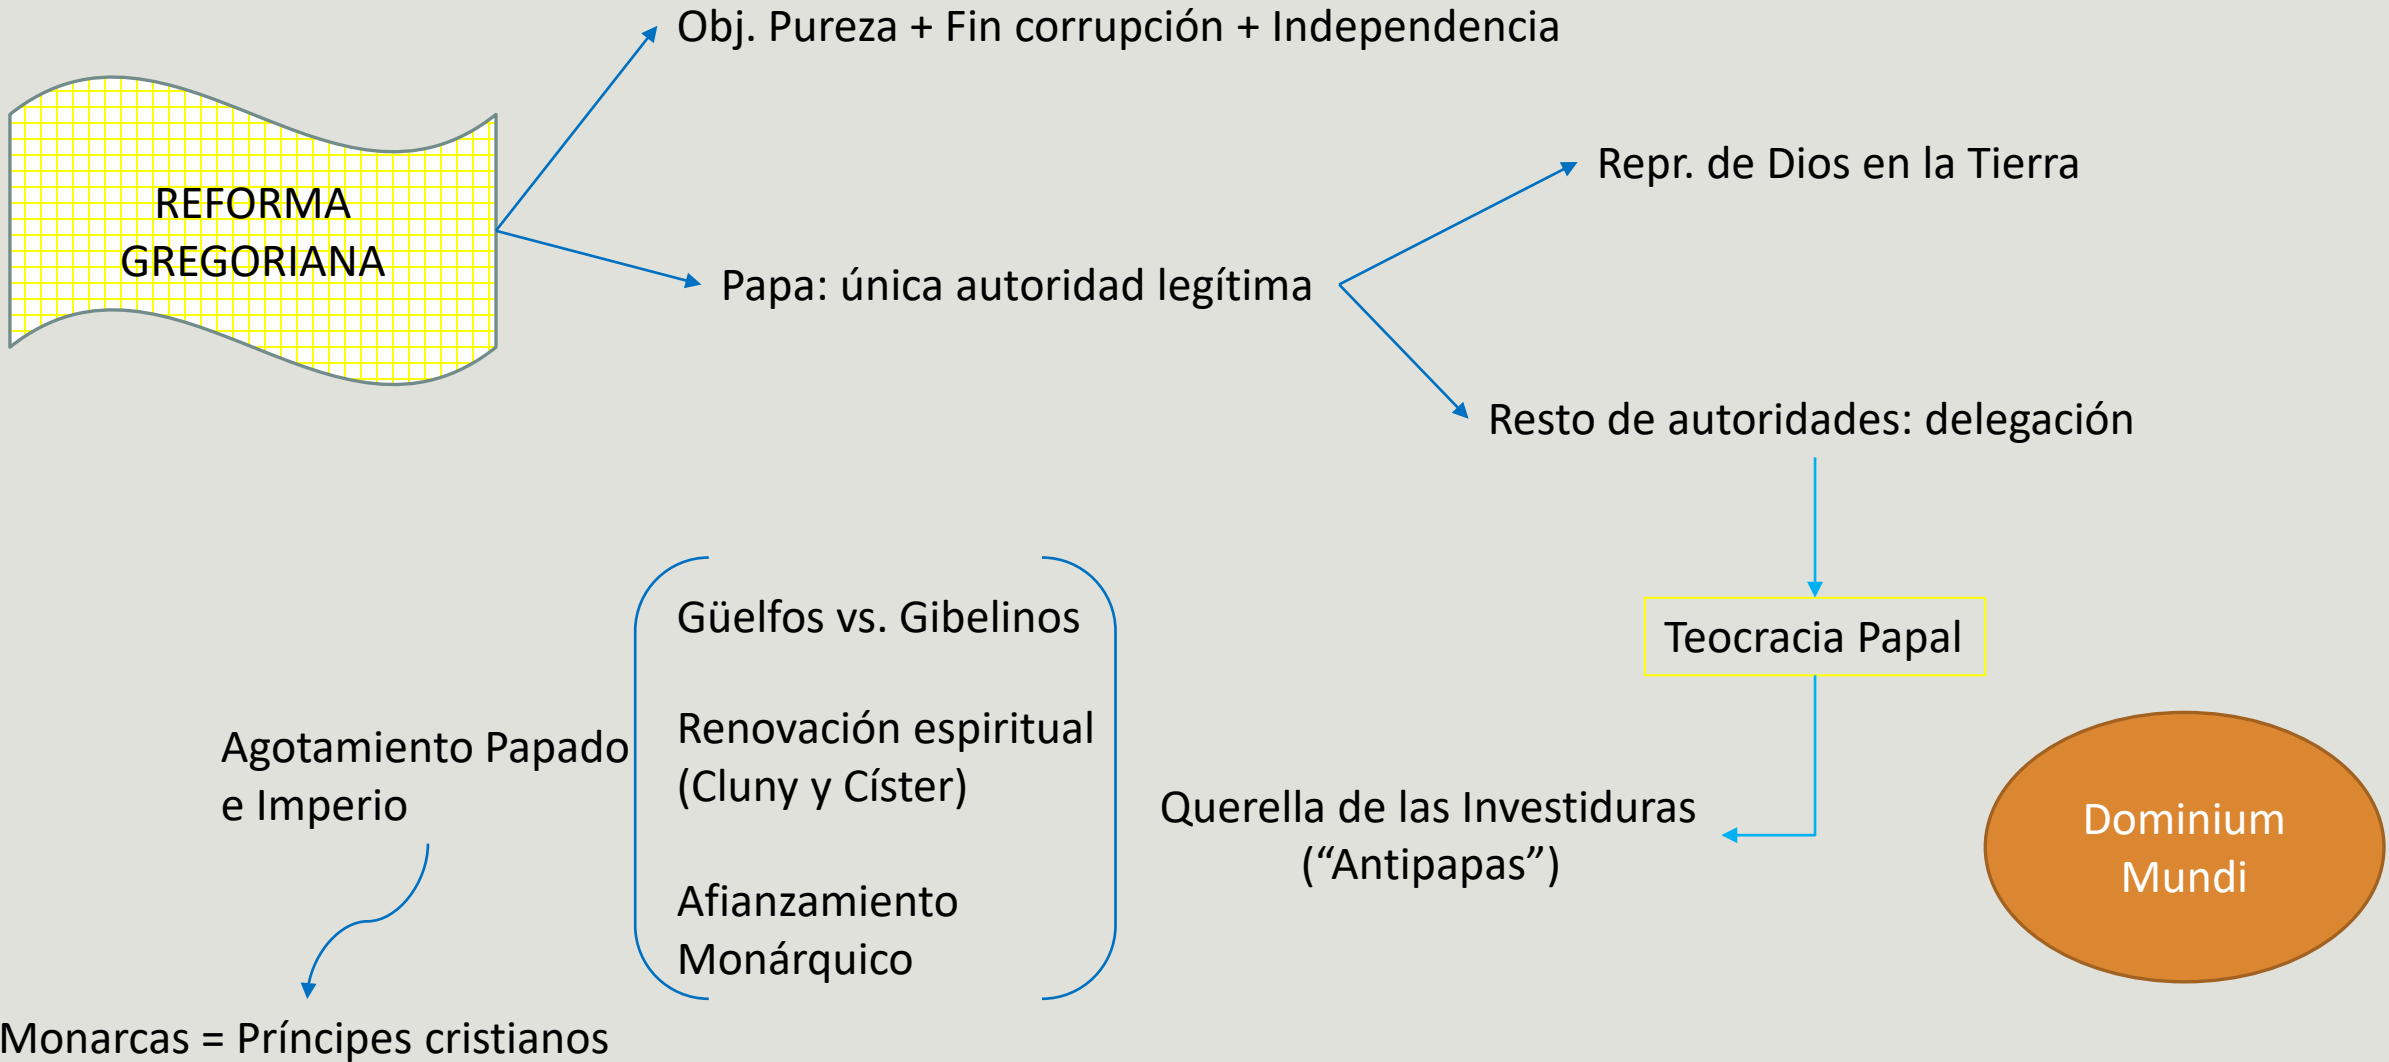 Obj. Pureza + Fin corrupción + Independencia
REFORMA
GREGORIANA
Repr. de Dios en la Tierra
Papa: única autoridad legítima
Resto de autoridades: delegación
Teocracia Papal
Dominium
Mundi
Querella de las Investiduras
(“Antipapas”)
Güelfos vs. Gibelinos
Renovación espiritual
(Cluny y Císter)
Afianzamiento
Monárquico
Agotamiento Papado
e Imperio
Monarcas = Príncipes cristianos